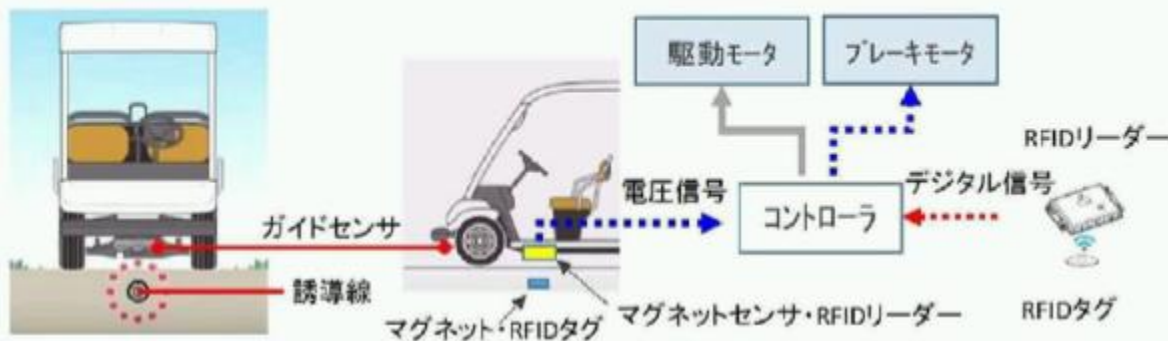 駆動モータ
ブレーキモータ
RFIDリーダー
電圧信号
デジタル信号
コントローラ
ガイドセンサ
誘導線
マグネット・RFIDタグ
マグネットセンサ・RFIDリーダー
RFIDタグ